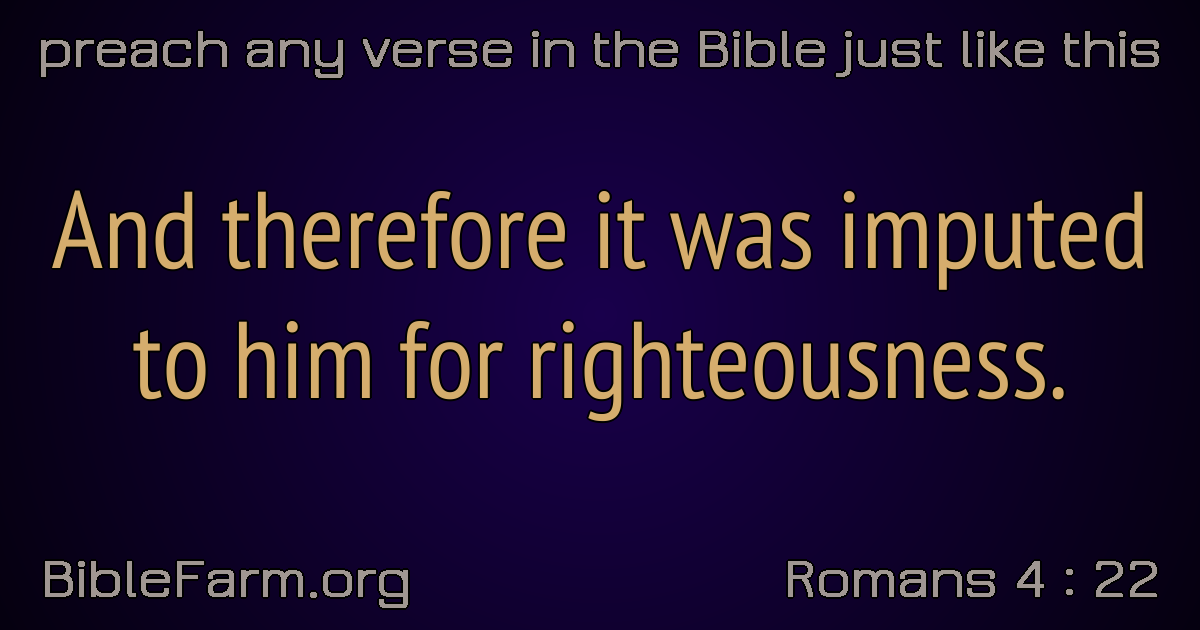 preach any verse in the Bible just like this
And therefore it was imputed
to him for righteousness.
BibleFarm.org
Romans 4 : 22